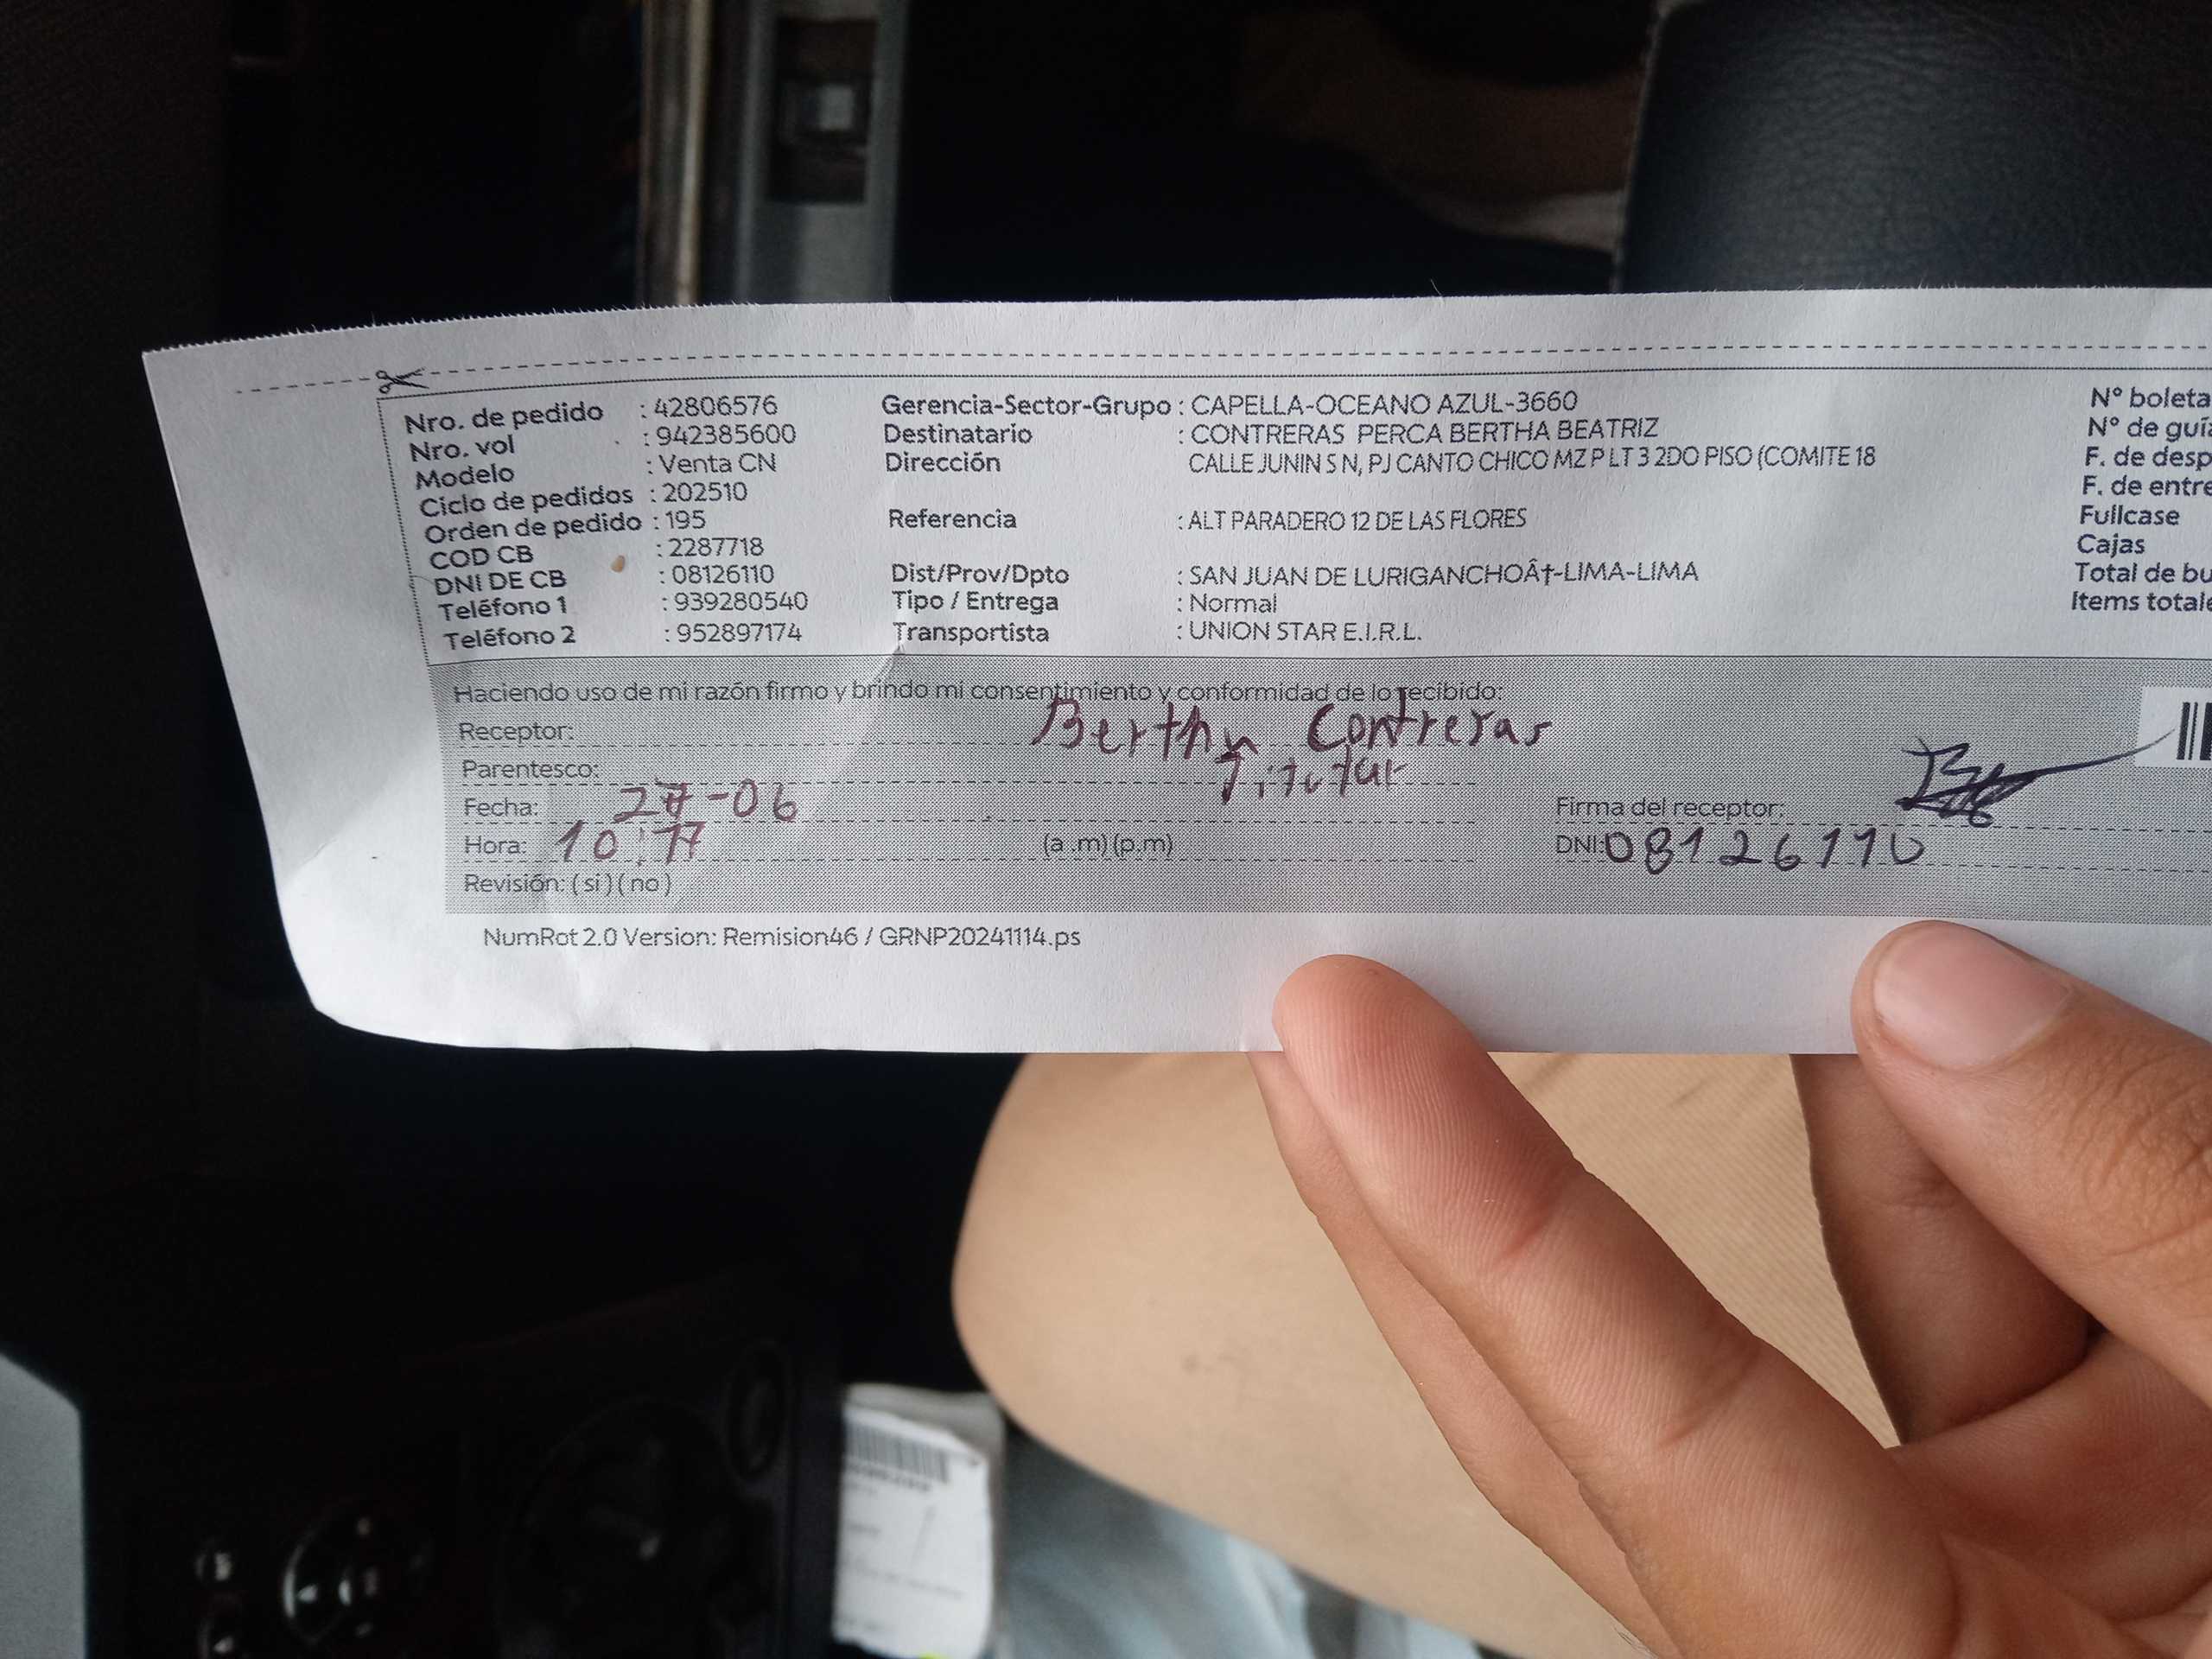 Nro. de pedido : 42806576 Gerencia-Sector-Grupo : CAPELLA-OCEANO AZUL-3660 N° boleta
Nro. vol : 942385600 Destinatario : CONTRERAS PERCA BERTHA BEATRIZ N° de guía
Modelo : Venta CN Dirección CALLE JUNIN S N, PJ CANTO CHICO MZ P LT 3 2DO PISO (COMITE 18 F. de desp
Ciclo de pedidos : 202510 F. de entre
Orden de pedido : 195 Referencia : ALT PARADERO 12 DE LAS FLORES Fullcase
COD CB : 2287718 Cajas
DNI DE CB : 08126110 Dist/Prov/Dpto : SAN JUAN DE LURIGANCHOÂ†-LIMA-LIMA Total de bu
Teléfono 1 : 939280540 Tipo / Entrega : Normal Items totale
Teléfono 2 : 952897174 Transportista : UNION STAR E.I.R.L.
Haciendo uso de mi razón firmo y brindo mi consentimiento y conformidad de lo recibido:
Receptor: Bertha Contreras
Parentesco: Titular
Fecha: 27-06 Firma del receptor:
Hora: 10:17 (a .m) (p.m) DNI: 08126110
Revisión: ( si ) ( no )
NumRot 2.0 Version: Remision46 / GRNP20241114.ps